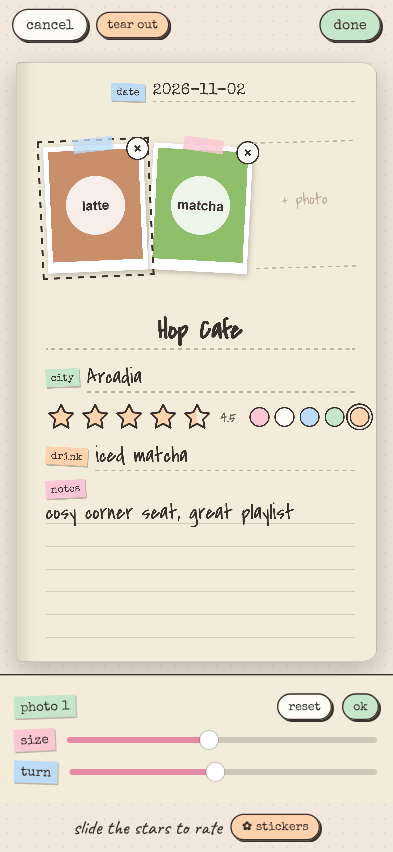 cancel tear out done
date 2026-11-02
latte matcha + photo
Hop Cafe
city Arcadia
4.5
drink iced matcha
notes
cosy corner seat, great playlist
photo 1 reset ok
size
turn
slide the stars to rate ✿ stickers